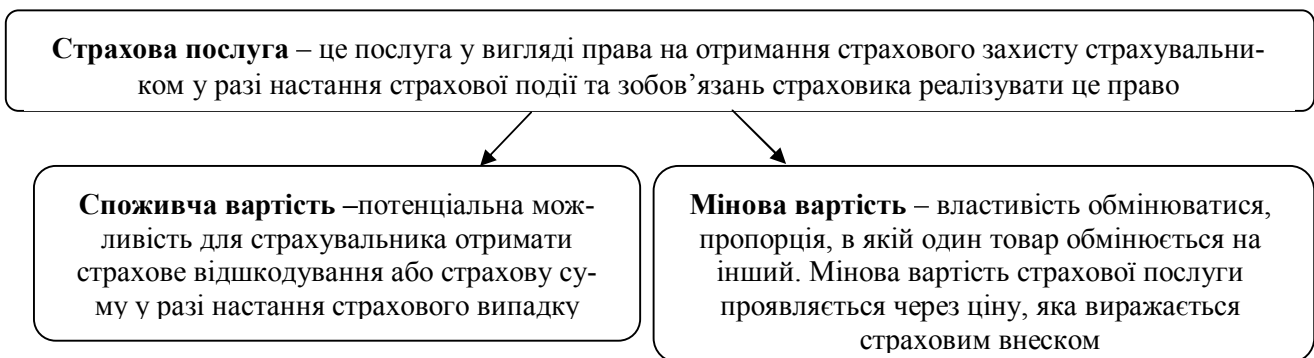 Страхова послуга – це послуга у вигляді права на отримання страхового захисту страхувальни-
ком у разі настання страхової події та зобов’язань страховика реалізувати це право
Споживча вартість –потенціальна мож-
ливість для страхувальника отримати
страхове відшкодування або страхову су-
му у разі настання страхового випадку
Мінова вартість – властивість обмінюватися,
пропорція, в якій один товар обмінюється на
інший. Мінова вартість страхової послуги
проявляється через ціну, яка виражається
страховим внеском